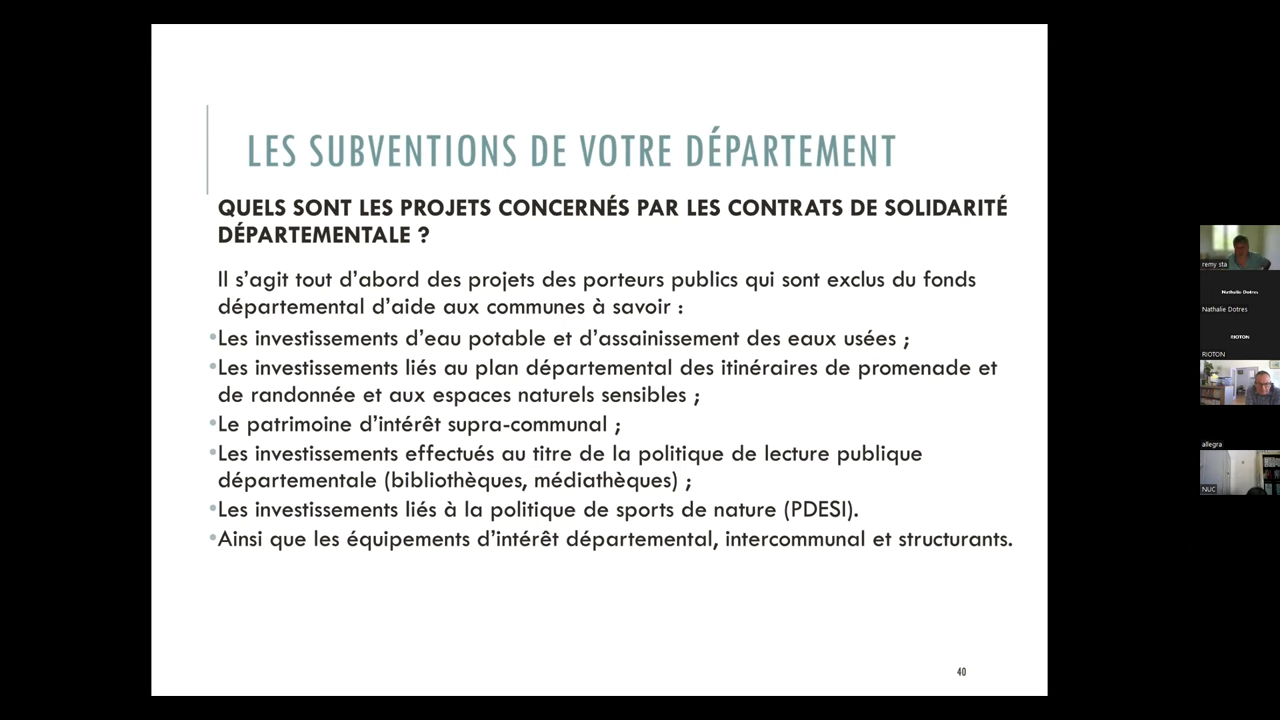 LES SUBVENTIONS DE VOTRE DÉPARTEMENT
QUELS SONT LES PROJETS CONCERNÉS PAR LES CONTRATS DE SOLIDARITÉ
DÉPARTEMENTALE ?
Il s’agit tout d’abord des projets des porteurs publics qui sont exclus du fonds
départemental d’aide aux communes à savoir :
•Les investissements d’eau potable et d’assainissement des eaux usées ;
•Les investissements liés au plan départemental des itinéraires de promenade et
de randonnée et aux espaces naturels sensibles ;
•Le patrimoine d’intérêt supra-communal ;
•Les investissements effectués au titre de la politique de lecture publique
départementale (bibliothèques, médiathèques) ;
•Les investissements liés à la politique de sports de nature (PDESI).
•Ainsi que les équipements d’intérêt départemental, intercommunal et structurants.
40
remy sta
Nathalie Dotres
Nathalie Dotres
RIOTON
RIOTON
allegra
NUC